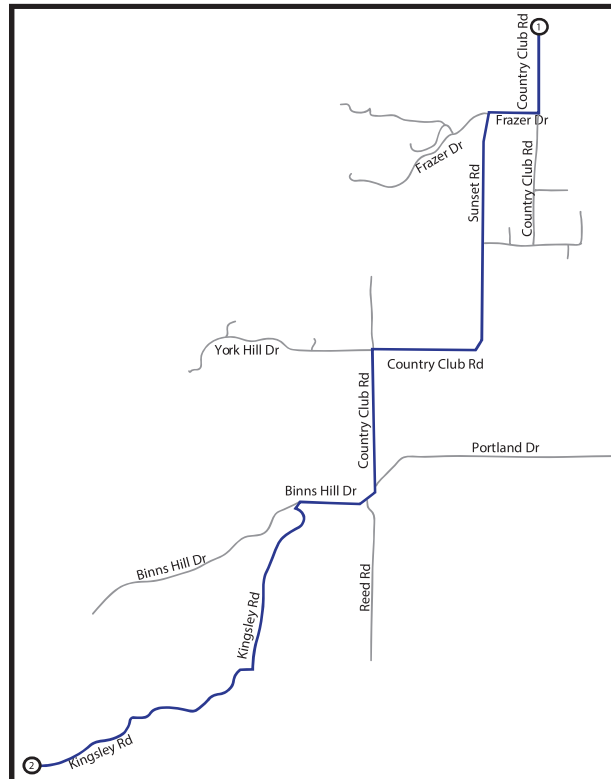 1
Country Club Rd
Frazer Dr
Frazer Dr
Country Club Rd
Sunset Rd
York Hill Dr
Country Club Rd
Country Club Rd
Portland Dr
Binns Hill Dr
Binns Hill Dr
Reed Rd
Kingsley Rd
Kingsley Rd
2